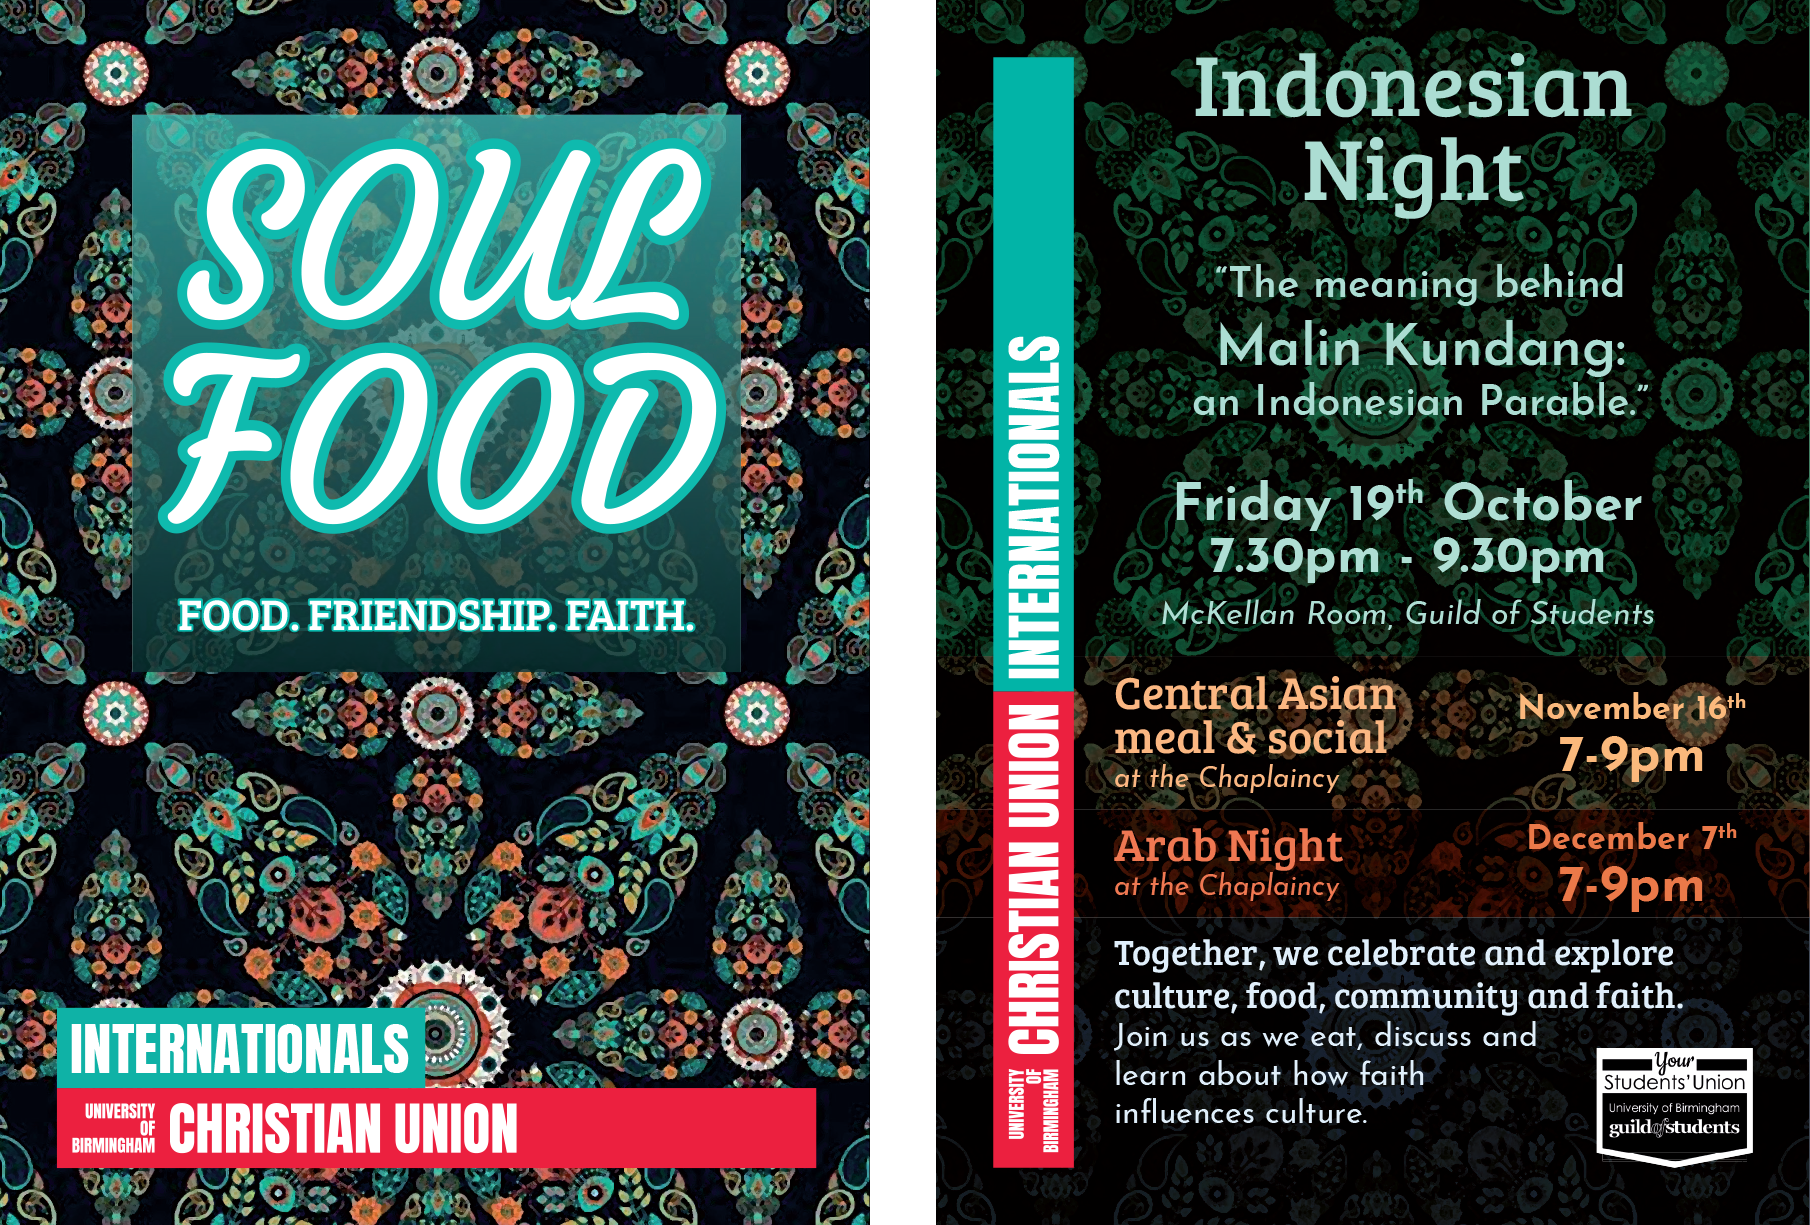 SOUL
FOOD
FOOD. FRIENDSHIP. FAITH.
INTERNATIONALS
UNIVERSITY
OF
BIRMINGHAM
CHRISTIAN UNION
Indonesian
Night
“The meaning behind
Malin Kundang:
an Indonesian Parable.”
Friday 19th October
7.30pm - 9.30pm
McKellan Room, Guild of Students
Central Asian
meal & social
at the Chaplaincy
November 16th
7-9pm
Arab Night
at the Chaplaincy
December 7th
7-9pm
Together, we celebrate and explore
culture, food, community and faith.
Join us as we eat, discuss and
learn about how faith
influences culture.
INTERNATIONALS
UNIVERSITY
OF
BIRMINGHAM
CHRISTIAN UNION
Your
Students' Union
University of Birmingham
guild of students